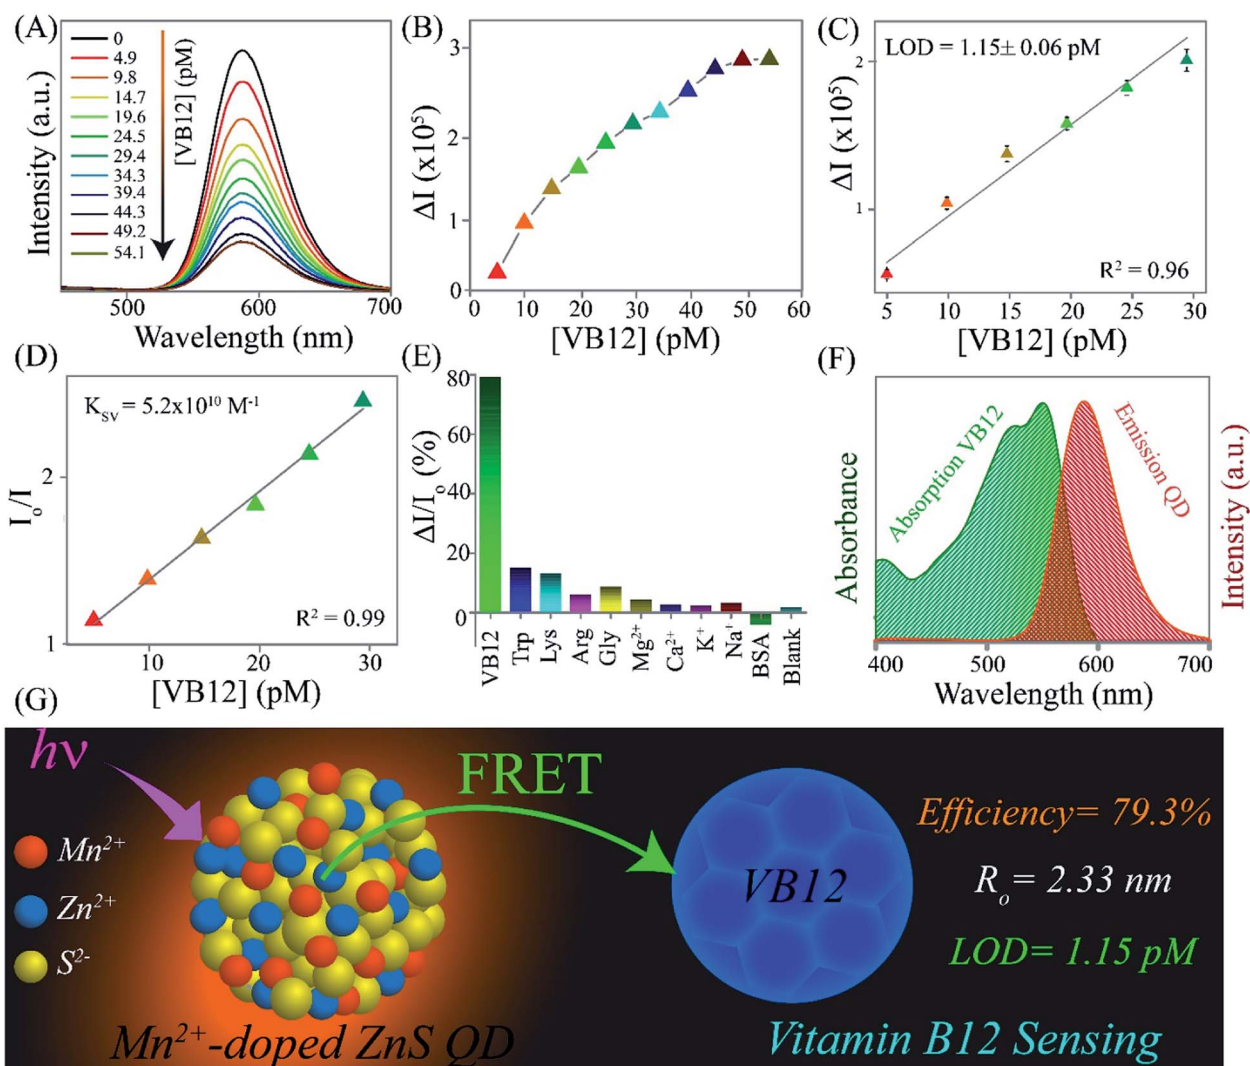 (A)
0
4.9
9.8
14.7
19.6
24.5
29.4
34.3
39.4
44.3
49.2
54.1
[VB12] (pM)
Intensity (a.u.)
500 600 700
Wavelength (nm)
(B)
ΔI (x10⁵)
3
2
1
0
0 10 20 30 40 50 60
[VB12] (pM)
(C)
LOD = 1.15± 0.06 pM
ΔI (x10⁵)
2
1
R² = 0.96
5 10 15 20 25 30
[VB12] (pM)
(D)
K_SV = 5.2x10¹⁰ M⁻¹
I_o/I
2
1
R² = 0.99
10 20 30
[VB12] (pM)
(E)
ΔI/I_o (%)
80
60
40
20
0
VB12 Trp Lys Arg Gly Mg²⁺ Ca²⁺ K⁺ Na⁺ BSA Blank
(F)
Absorbance
Absorption VB12
Emission QD
Intensity (a.u.)
400 500 600 700
Wavelength (nm)
(G)
hν
FRET
Mn²⁺
Zn²⁺
S²⁻
VB12
Efficiency= 79.3%
R_o= 2.33 nm
LOD= 1.15 pM
Mn²⁺-doped ZnS QD
Vitamin B12 Sensing